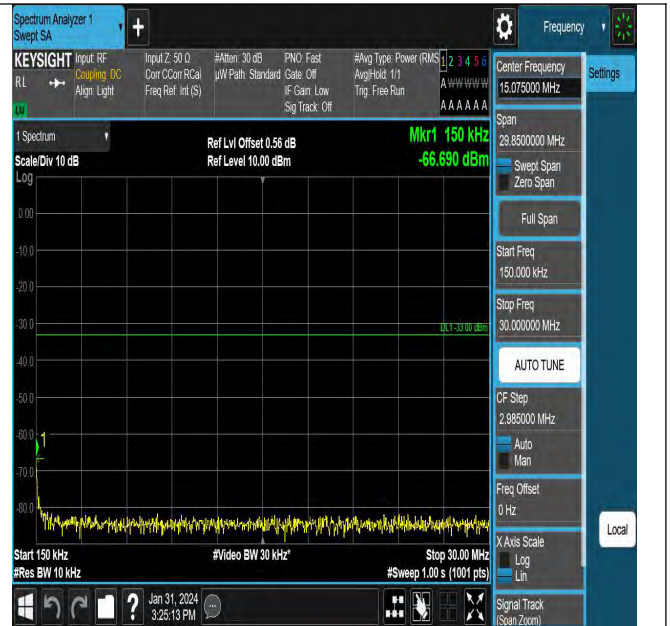 Spectrum Analyzer 1
Swept SA
+
Frequency
KEYSIGHT
Input: RF
Input Z: 50 Ω
#Atten: 30 dB
PNO: Fast
#Avg Type: Power (RMS
1 2 3 4 5 6
RL
Coupling: DC
Corr CCorr RCal
µW Path: Standard
Gate: Off
Avg|Hold: 1/1
A W W W W W
Align: Light
Freq Ref: Int (S)
IF Gain: Low
Trig: Free Run
Sig Track: Off
A A A A A A
1 Spectrum
Scale/Div 10 dB
Ref Lvl Offset 0.56 dB
Ref Level 10.00 dBm
Mkr1 150 kHz
-66.690 dBm
Log
0.00
-10.0
-20.0
-30.0
DL1 -33.00 dBm
-40.0
-50.0
-60.0
1
-70.0
-80.0
Start 150 kHz
#Video BW 30 kHz*
Stop 30.00 MHz
#Res BW 10 kHz
#Sweep 1.00 s (1001 pts)
?
Jan 31, 2024
3:25:13 PM
Center Frequency
15.075000 MHz
Settings
Span
29.8500000 MHz
Swept Span
Zero Span
Full Span
Start Freq
150.000 kHz
Stop Freq
30.000000 MHz
AUTO TUNE
CF Step
2.985000 MHz
Auto
Man
Freq Offset
0 Hz
X Axis Scale
Log
Lin
Local
Signal Track
(Span Zoom)